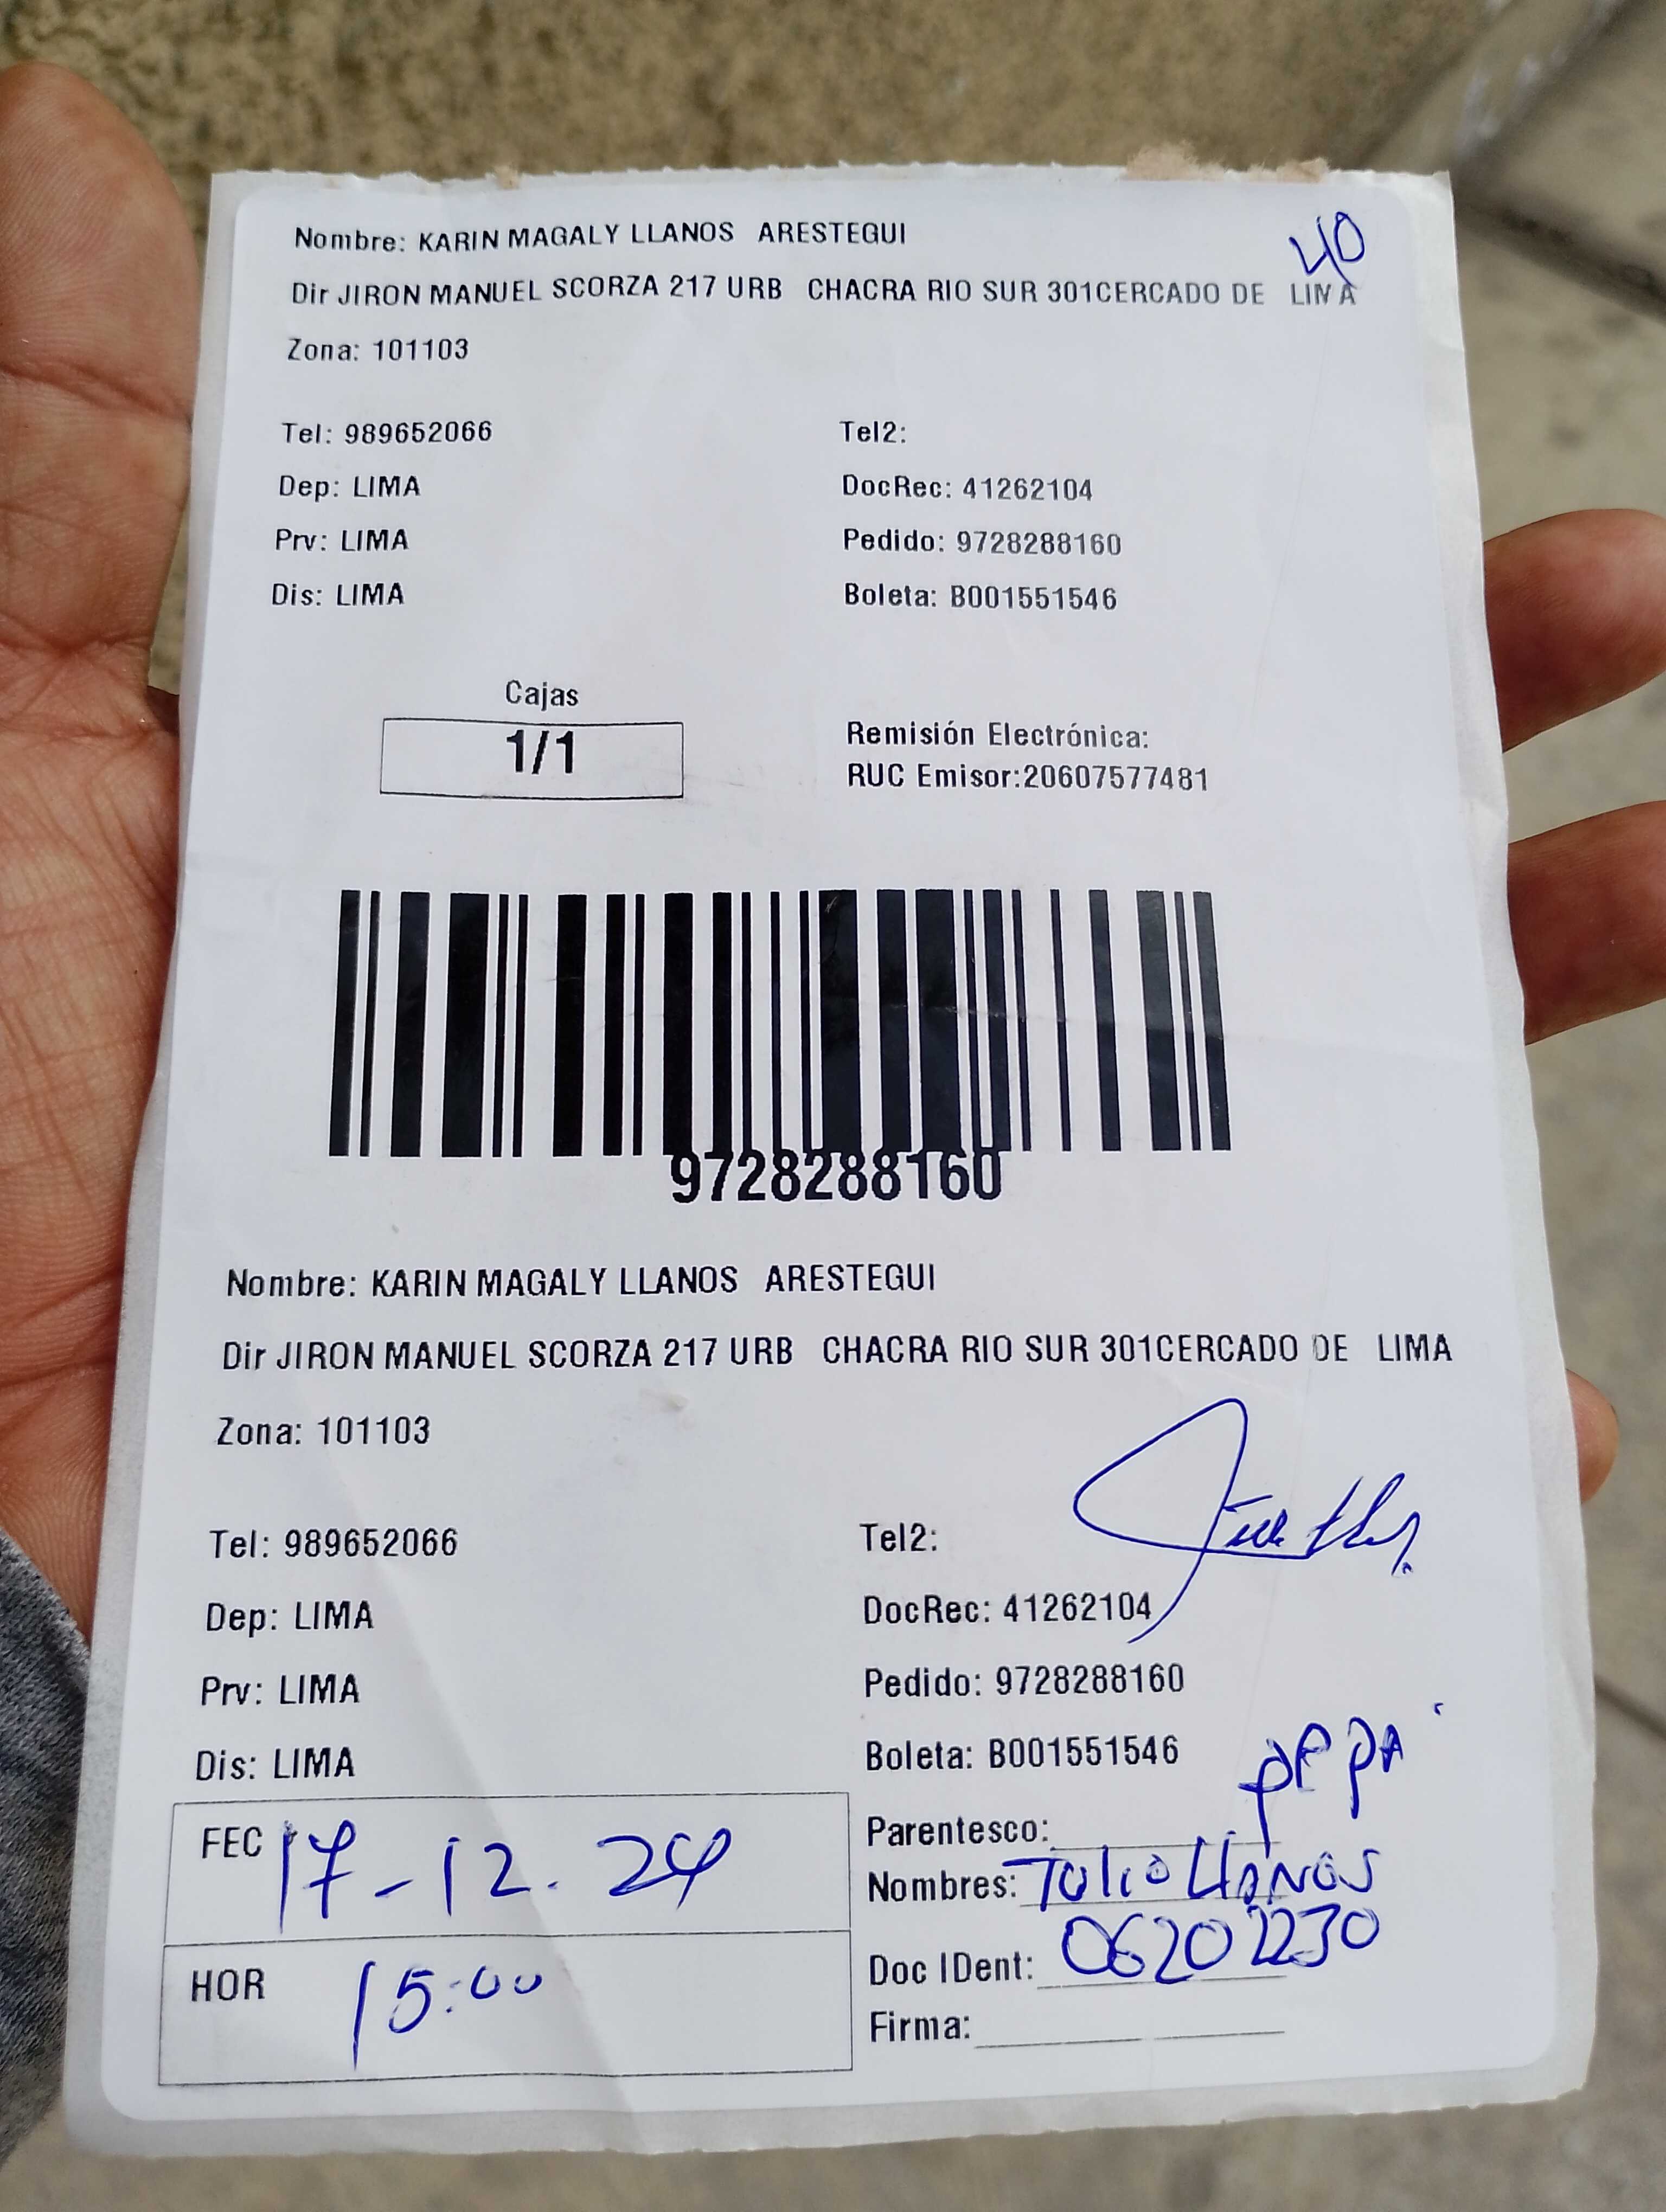 40
Nombre: KARIN MAGALY LLANOS ARESTEGUI
Dir JIRON MANUEL SCORZA 217 URB CHACRA RIO SUR 301CERCADO DE LIMA
Zona: 101103
Tel: 989652066 Tel2:
Dep: LIMA DocRec: 41262104
Prv: LIMA Pedido: 9728288160
Dis: LIMA Boleta: B001551546
Cajas
1/1
Remisión Electrónica:
RUC Emisor:20607577481
9728288160
Nombre: KARIN MAGALY LLANOS ARESTEGUI
Dir JIRON MANUEL SCORZA 217 URB CHACRA RIO SUR 301CERCADO DE LIMA
Zona: 101103
Tel: 989652066 Tel2:
Dep: LIMA DocRec: 41262104
Prv: LIMA Pedido: 9728288160
Dis: LIMA Boleta: B001551546
FEC 17-12.24
HOR 15:00
Parentesco:
Nombres: Tulio LLANOS
Doc IDent: 06202230
Firma: